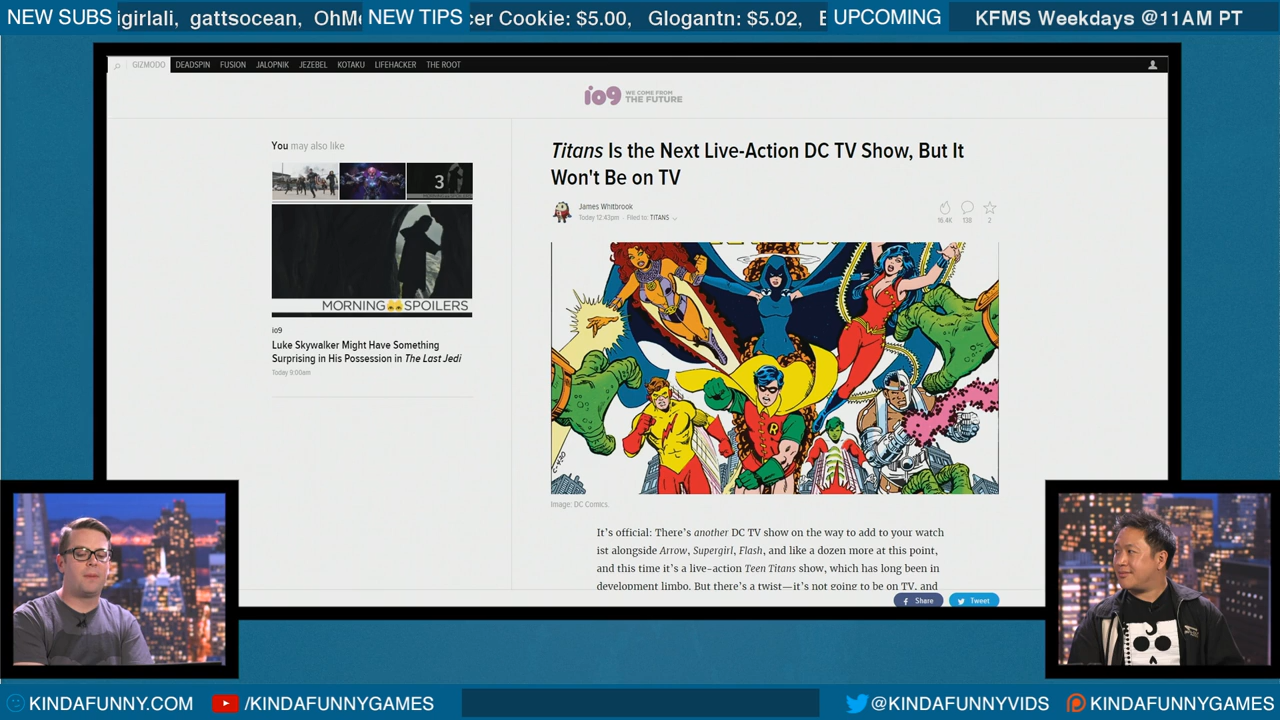 NEW SUBS
igirlali, gattsocean,
NEW TIPS
cer Cookie: $5.00, Glogantn: $5.02,
UPCOMING
KFMS Weekdays @11AM PT
GIZMODO DEADSPIN FUSION JALOPNIK JEZEBEL KOTAKU LIFEHACKER THE ROOT
io9 WE COME FROM
THE FUTURE
You may also like
3
MORNING SPOILERS
io9
Luke Skywalker Might Have Something
Surprising in His Possession in The Last Jedi
Today 9:00am
Titans Is the Next Live-Action DC TV Show, But It
Won't Be on TV
James Whitbrook
Today 12:43pm · Filed to: TITANS
16.4K 138 2
R
Image: DC Comics.
It's official: There's another DC TV show on the way to add to your watch
ist alongside Arrow, Supergirl, Flash, and like a dozen more at this point,
and this time it's a live-action Teen Titans show, which has long been in
development limbo. But there's a twist—it's not going to be on TV, and
Share Tweet
KINDAFUNNY.COM
/KINDAFUNNYGAMES
@KINDAFUNNYVIDS
KINDAFUNNYGAMES